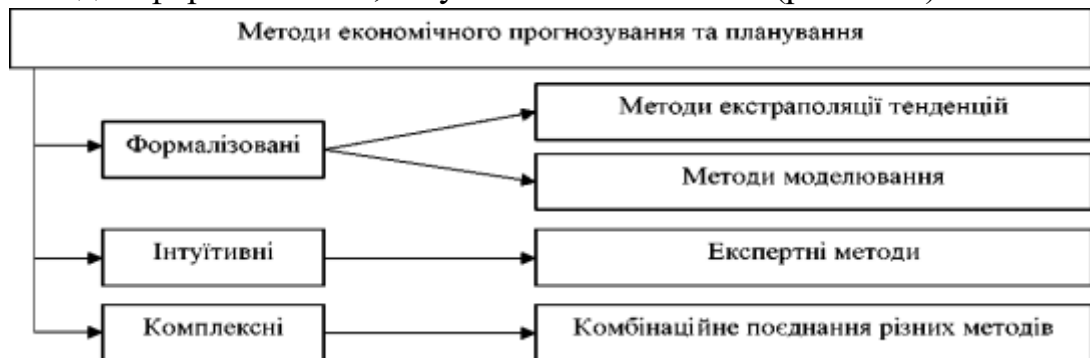 Методи економічного прогнозування та планування
Методи екстраполяції тенденцій
Формалізовані
Методи моделювання
Інтуїтивні
Експертні методи
Комплексні
Комбінаційне поєднання різних методів